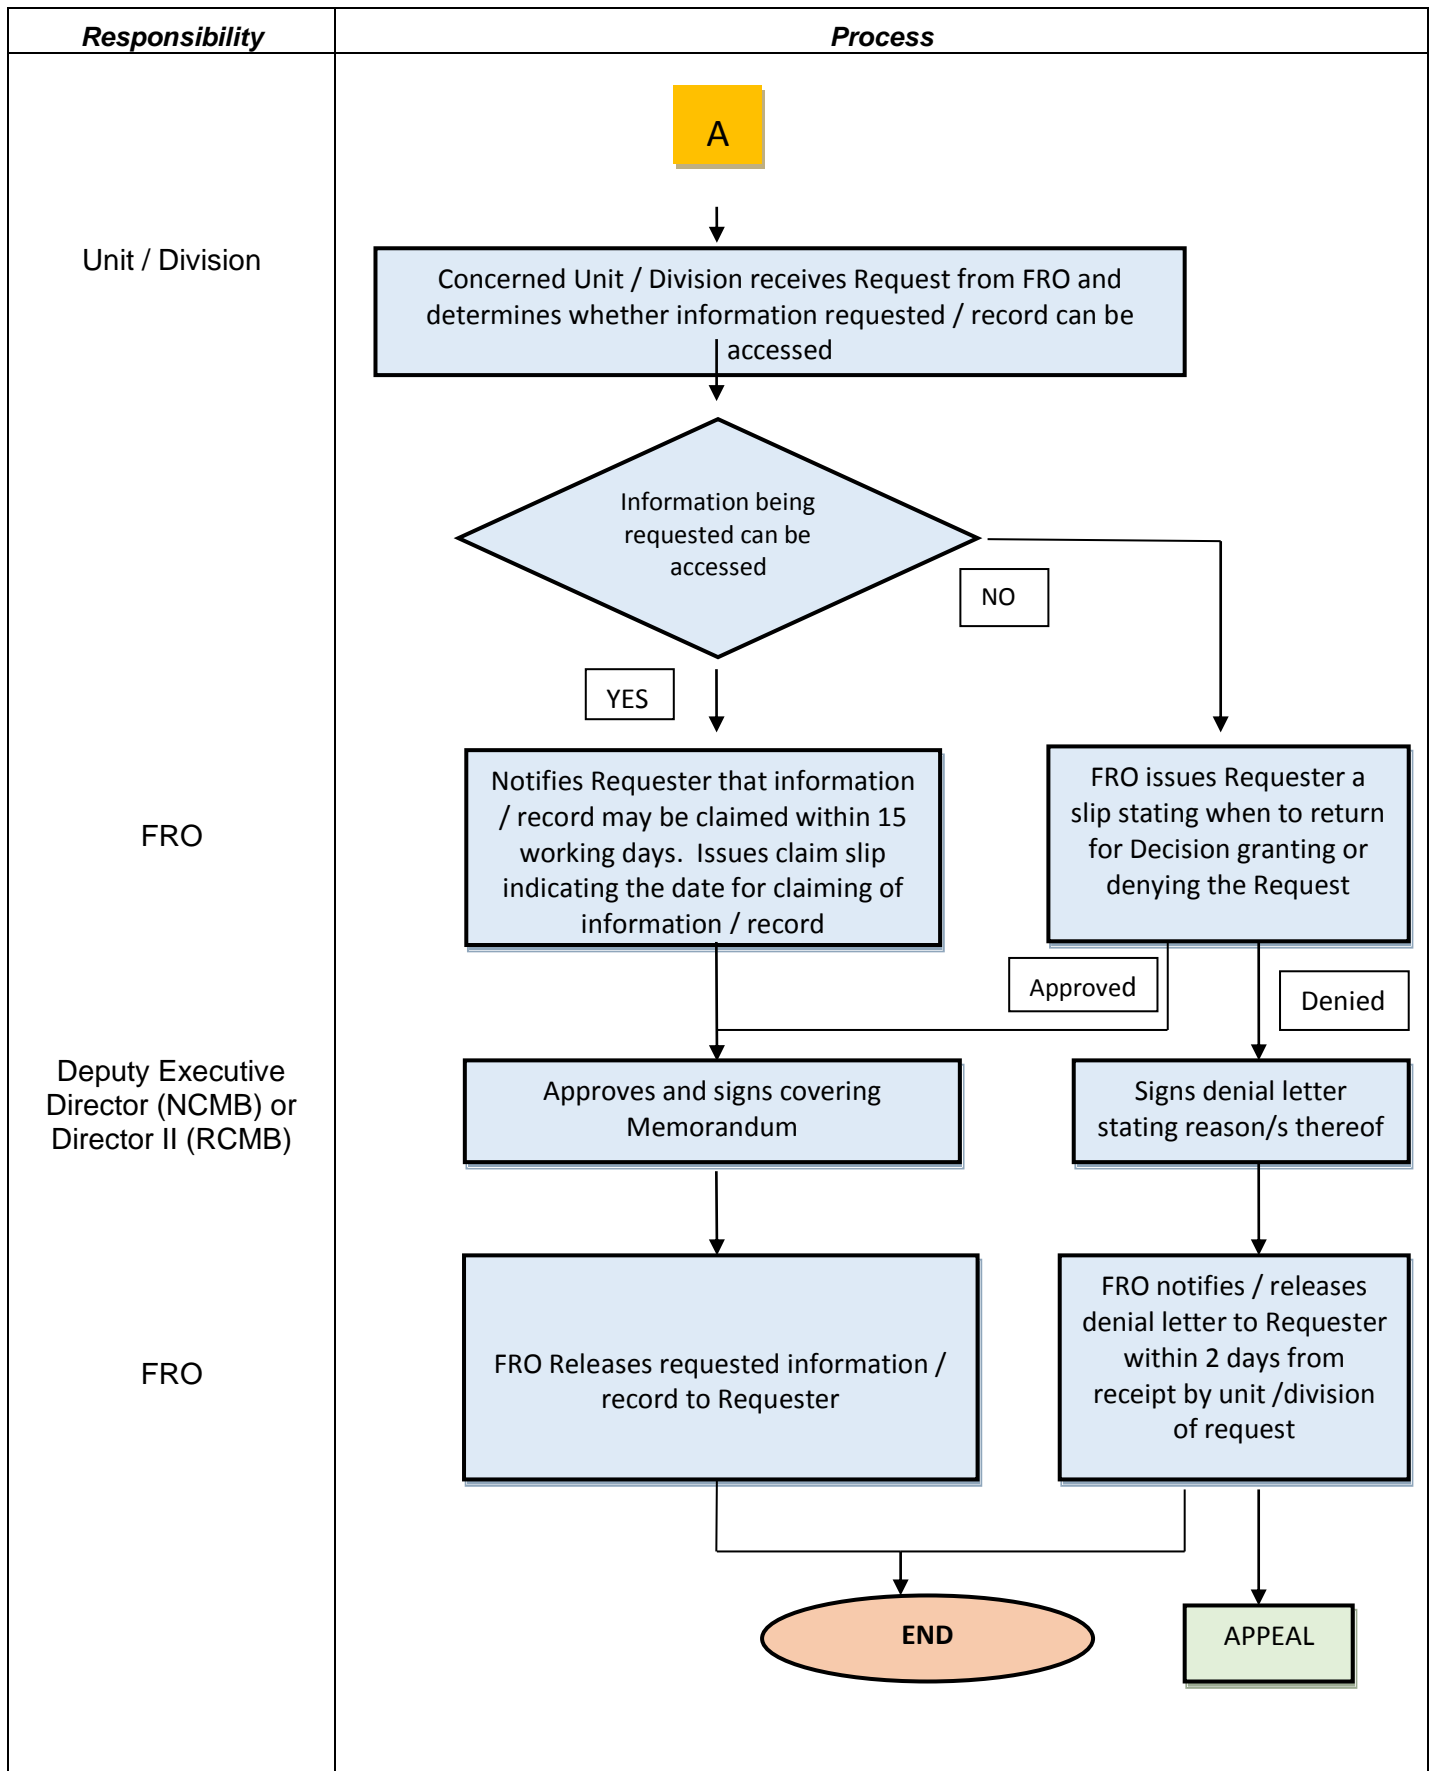 Responsibility
Process
A
Unit / Division
Concerned Unit / Division receives Request from FRO and
determines whether information requested / record can be
accessed
Information being
requested can be
accessed
NO
YES
FRO
Notifies Requester that information
/ record may be claimed within 15
working days.  Issues claim slip
indicating the date for claiming of
information / record
FRO issues Requester a
slip stating when to return
for Decision granting or
denying the Request
Approved
Denied
Deputy Executive
Director (NCMB) or
Director II (RCMB)
Approves and signs covering
Memorandum
Signs denial letter
stating reason/s thereof
FRO
FRO Releases requested information /
record to Requester
FRO notifies / releases
denial letter to Requester
within 2 days from
receipt by unit /division
of request
END
APPEAL